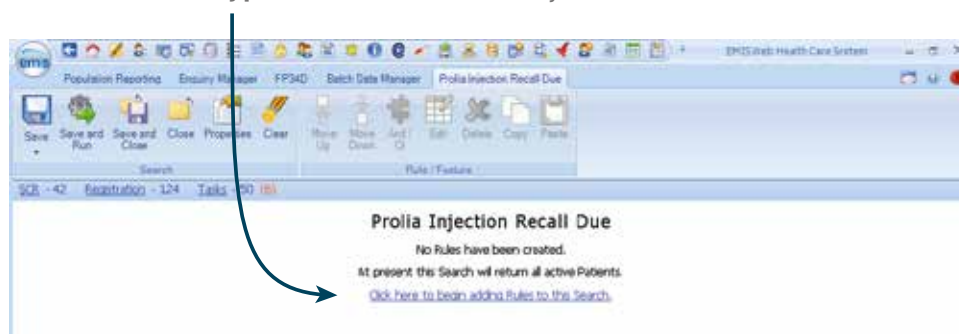 emis
EMIS Web Health Care System
Population Reporting Enquiry Manager FP34D Batch Data Manager Prolia Injection Recall Due
Save Save and Run Save and Close Close Properties Clear Move Up Move Down And / Or Edit Delete Copy Paste
Search Rule / Feature
SCR - 42 Registration - 124 Tasks - 50 (6)
Prolia Injection Recall Due
No Rules have been created.
At present this Search will return all active Patients.
Click here to begin adding Rules to this Search.